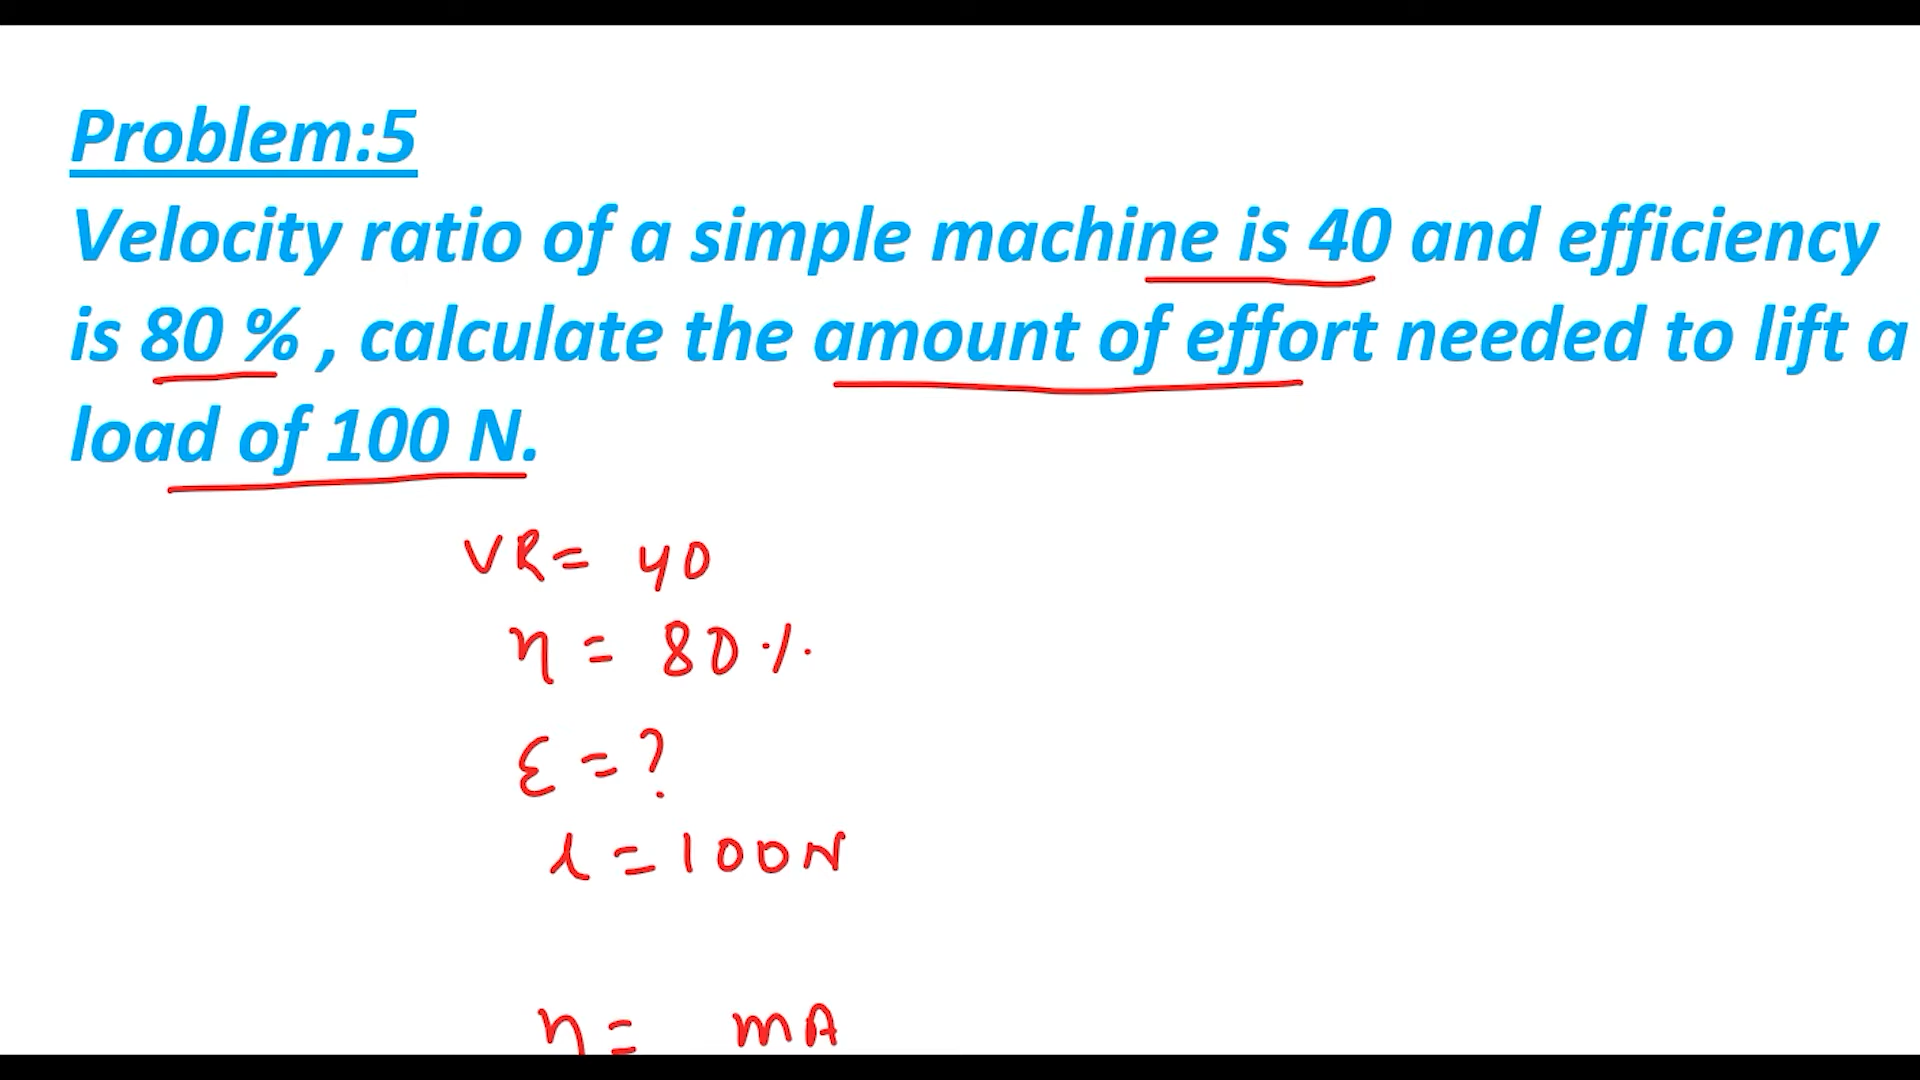 Problem:5
Velocity ratio of a simple machine is 40 and efficiency
is 80 % , calculate the amount of effort needed to lift a
load of 100 N.
VR= 40
η = 80%
ε = ?
L = 100N
η = mA